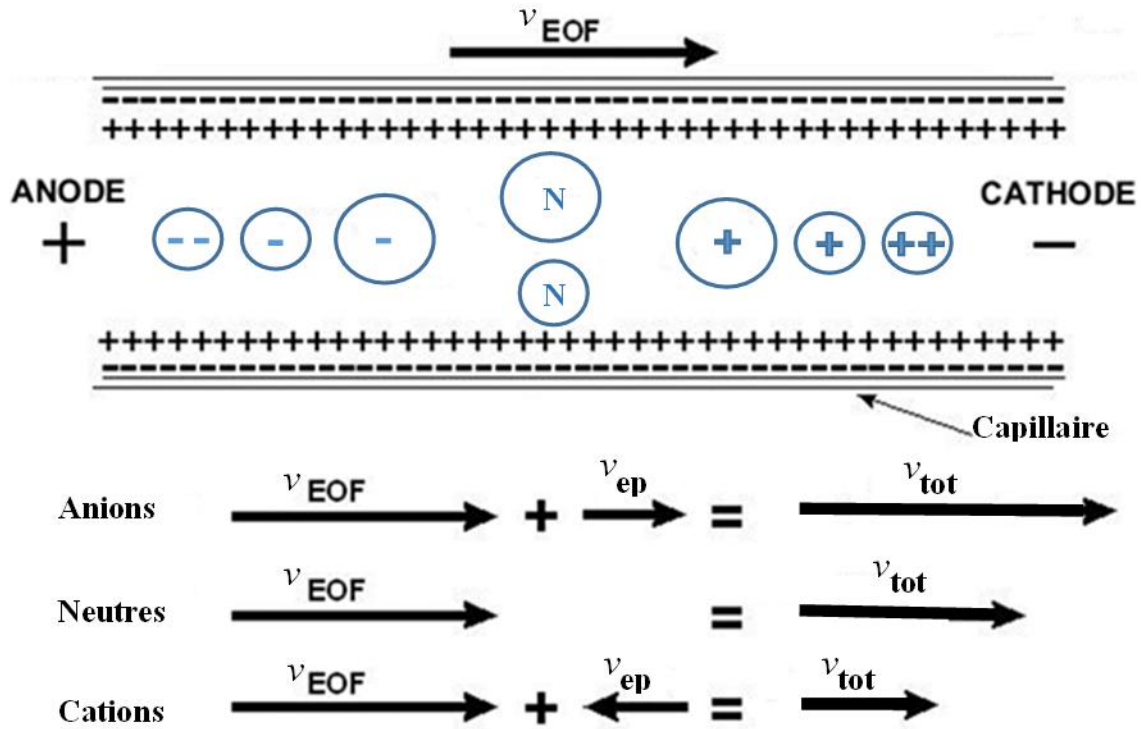 v EOF
------------------------------------------------------
+++++++++++++++++++++++++++++++++++++++++++++++++++++
ANODE N CATHODE
+ -- - - + + ++ –
N
+++++++++++++++++++++++++++++++++++++++++++++++++++++
------------------------------------------------------
Capillaire
Anions v EOF + v ep = v tot
Neutres v EOF = v tot
Cations v EOF + v ep = v tot